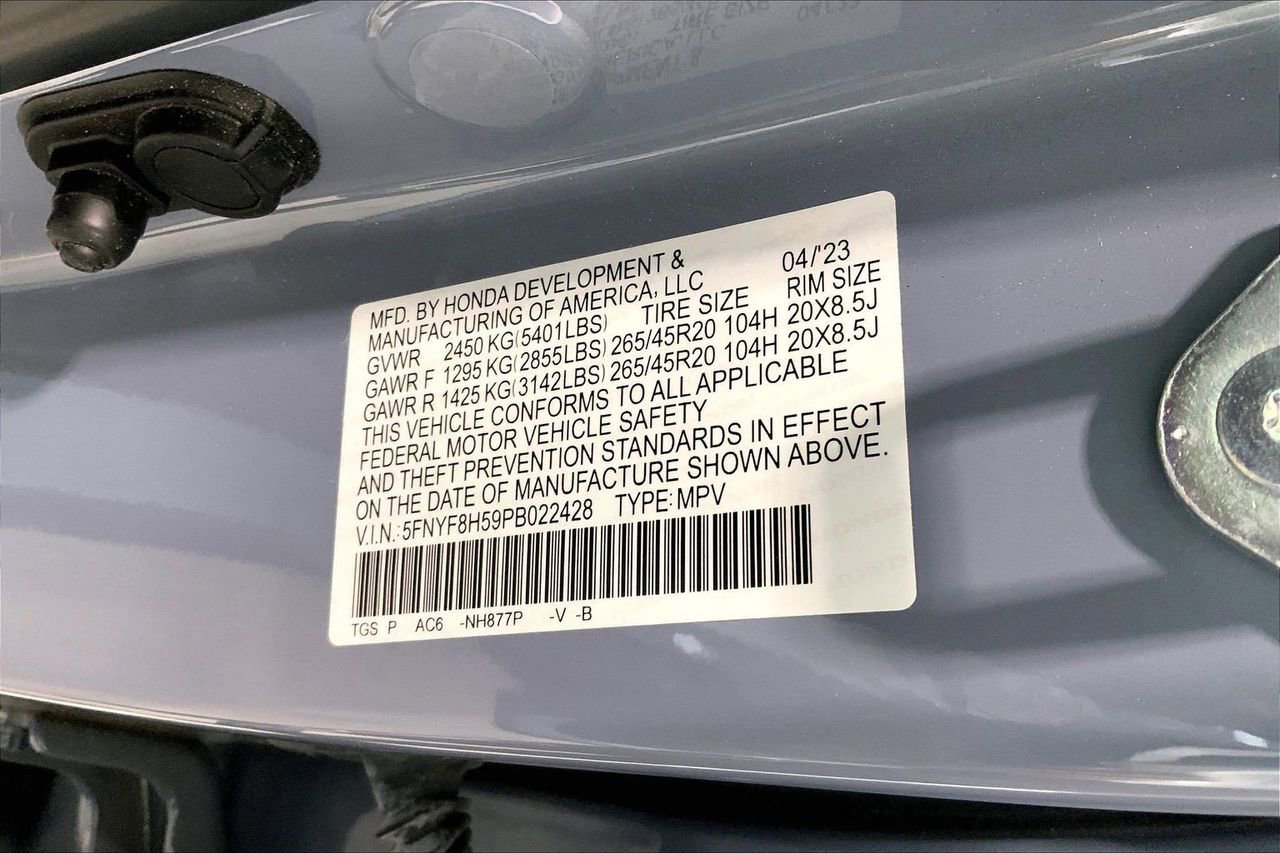 MFD. BY HONDA DEVELOPMENT & 04/'23
MANUFACTURING OF AMERICA, LLC RIM SIZE
GVWR 2450 KG(5401LBS) TIRE SIZE
GAWR F 1295 KG(2855LBS) 265/45R20 104H 20X8.5J
GAWR R 1425 KG(3142LBS) 265/45R20 104H 20X8.5J
THIS VEHICLE CONFORMS TO ALL APPLICABLE
FEDERAL MOTOR VEHICLE SAFETY
AND THEFT PREVENTION STANDARDS IN EFFECT
ON THE DATE OF MANUFACTURE SHOWN ABOVE.
V.I.N.: 5FNYF8H59PB022428 TYPE: MPV
TGS P AC6 -NH877P -V -B